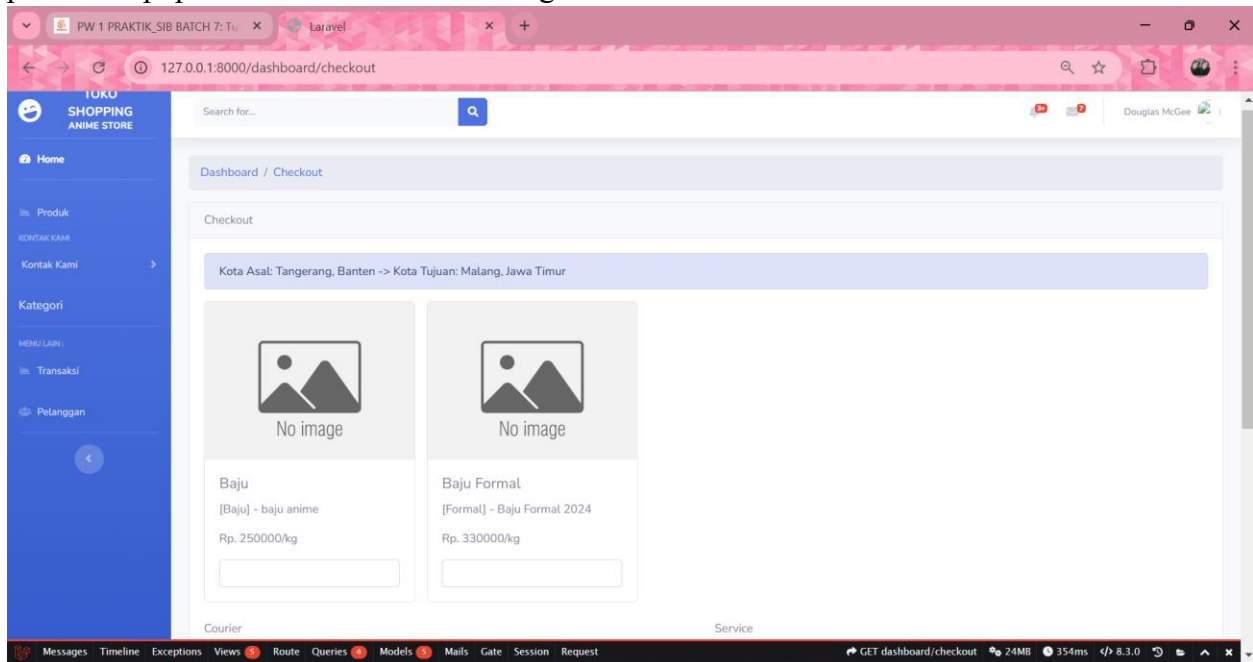 PW 1 PRAKTIK_SIB BATCH 7: Tu
Laravel
127.0.0.1:8000/dashboard/checkout
TOKO
SHOPPING
ANIME STORE
Search for...
3+
7
Douglas McGee
Home
Dashboard / Checkout
Produk
Checkout
KONTAK KAMI
Kontak Kami
Kota Asal: Tangerang, Banten -> Kota Tujuan: Malang, Jawa Timur
Kategori
MENU LAIN :
Transaksi
Pelanggan
No image
No image
Baju
Baju Formal
[Baju] - baju anime
[Formal] - Baju Formal 2024
Rp. 250000/kg
Rp. 330000/kg
Courier
Service
Messages Timeline Exceptions Views 5 Route Queries 4 Models 5 Mails Gate Session Request GET dashboard/checkout 24MB 354ms 8.3.0